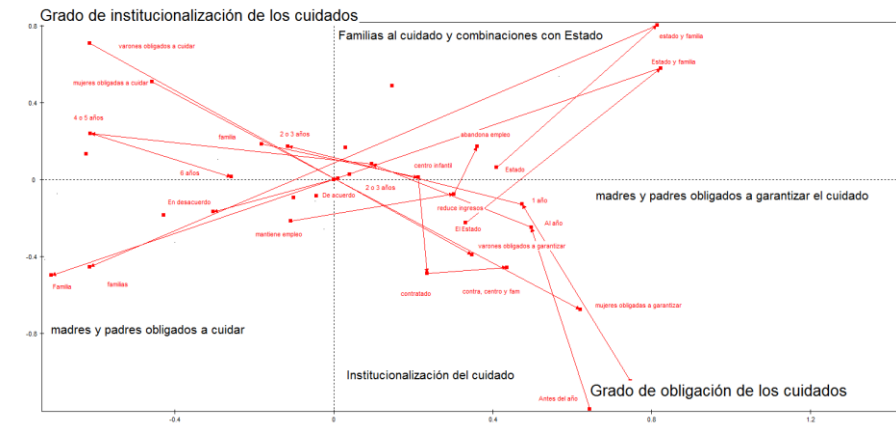 Grado de institucionalización de los cuidados
0.8
Familias al cuidado y combinaciones con Estado
estado y familia
varones obligados a cuidar
Estado y familia
mujeres obligadas a cuidar
0.4
4 o 5 años
familia
2 o 3 años
abandona empleo
centro infantil
Estado
6 años
0
En desacuerdo
De acuerdo
2 o 3 años
madres y padres obligados a garantizar el cuidado
1 año
reduce ingresos
Al año
El Estado
mantiene empleo
varones obligados a garantizar
-0.4
Familia
familias
contratado
contra, centro y fam
mujeres obligadas a garantizar
madres y padres obligados a cuidar
-0.8
Institucionalización del cuidado
Grado de obligación de los cuidados
Antes del año
-0.4
0
0.4
0.8
1.2